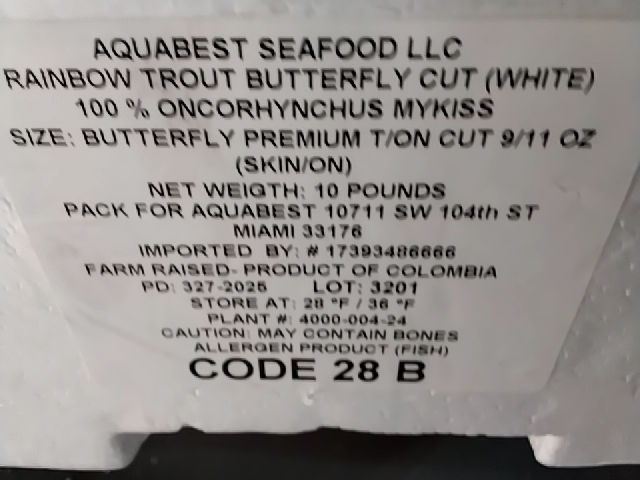 AQUABEST SEAFOOD LLC
RAINBOW TROUT BUTTERFLY CUT (WHITE)
100 % ONCORHYNCHUS MYKISS
SIZE: BUTTERFLY PREMIUM T/ON CUT 9/11 OZ
(SKIN/ON)
NET WEIGTH: 10 POUNDS
PACK FOR AQUABEST 10711 SW 104th ST
MIAMI 33176
IMPORTED BY: # 17393486666
FARM RAISED- PRODUCT OF COLOMBIA
PD: 327-2025 LOT: 3201
STORE AT: 28 °F / 36 °F
PLANT #: 4000-004-24
CAUTION: MAY CONTAIN BONES
ALLERGEN PRODUCT (FISH)
CODE 28 B